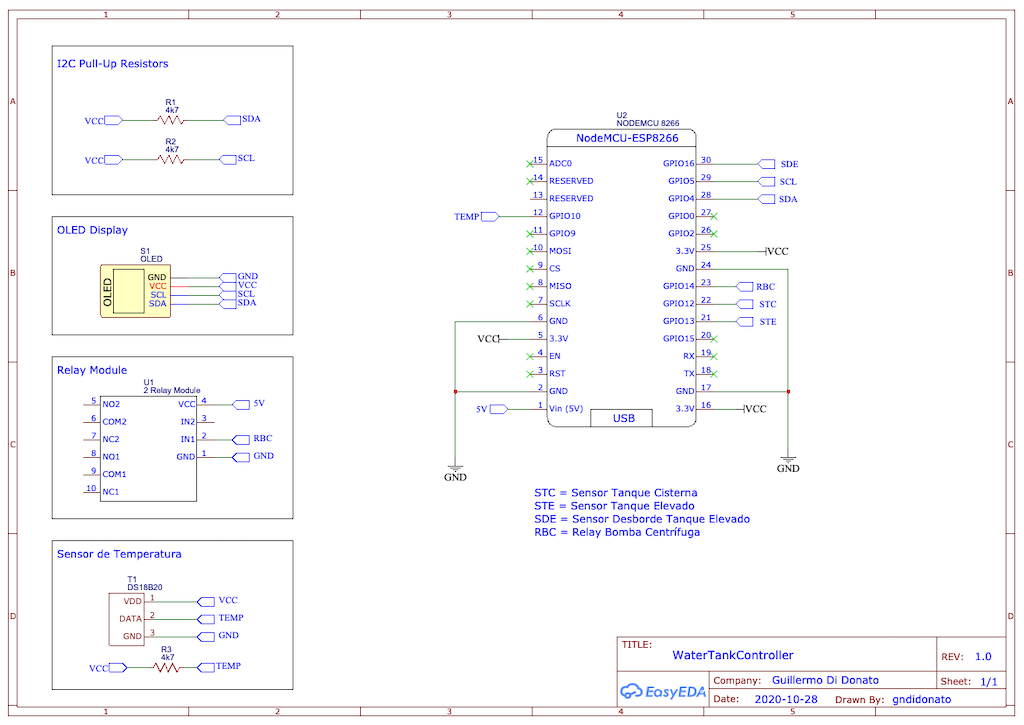 1 2 3 4 5
A
B
C
D
I2C Pull-Up Resistors
R1
4k7
VCC SDA
R2
4k7
VCC SCL
OLED Display
S1
OLED
OLED
GND GND
VCC VCC
SCL SCL
SDA SDA
Relay Module
U1
2 Relay Module
5 NO2 VCC 4 5V
6 COM2 IN2 3
7 NC2 IN1 2 RBC
8 NO1 GND 1 GND
9 COM1
10 NC1
Sensor de Temperatura
T1
DS18B20
VDD 1 VCC
DATA 2 TEMP
GND 3 GND
R3
4k7
VCC TEMP
U2
NODEMCU 8266
NodeMCU-ESP8266
15 ADC0 GPIO16 30 SDE
14 RESERVED GPIO5 29 SCL
13 RESERVED GPIO4 28 SDA
TEMP 12 GPIO10 GPIO0 27
11 GPIO9 GPIO2 26
10 MOSI 3.3V 25 VCC
9 CS GND 24
8 MISO GPIO14 23 RBC
7 SCLK GPIO12 22 STC
6 GND GPIO13 21 STE
VCC 5 3.3V GPIO15 20
4 EN RX 19
3 RST TX 18
2 GND GND 17
5V 1 Vin (5V) 3.3V 16 VCC
USB
GND GND
STC = Sensor Tanque Cisterna
STE = Sensor Tanque Elevado
SDE = Sensor Desborde Tanque Elevado
RBC = Relay Bomba Centrífuga
TITLE:
WaterTankController
REV: 1.0
EasyEDA
Company: Guillermo Di Donato
Sheet: 1/1
Date: 2020-10-28 Drawn By: gndidonato
A
B
C
D
1 2 3 4 5